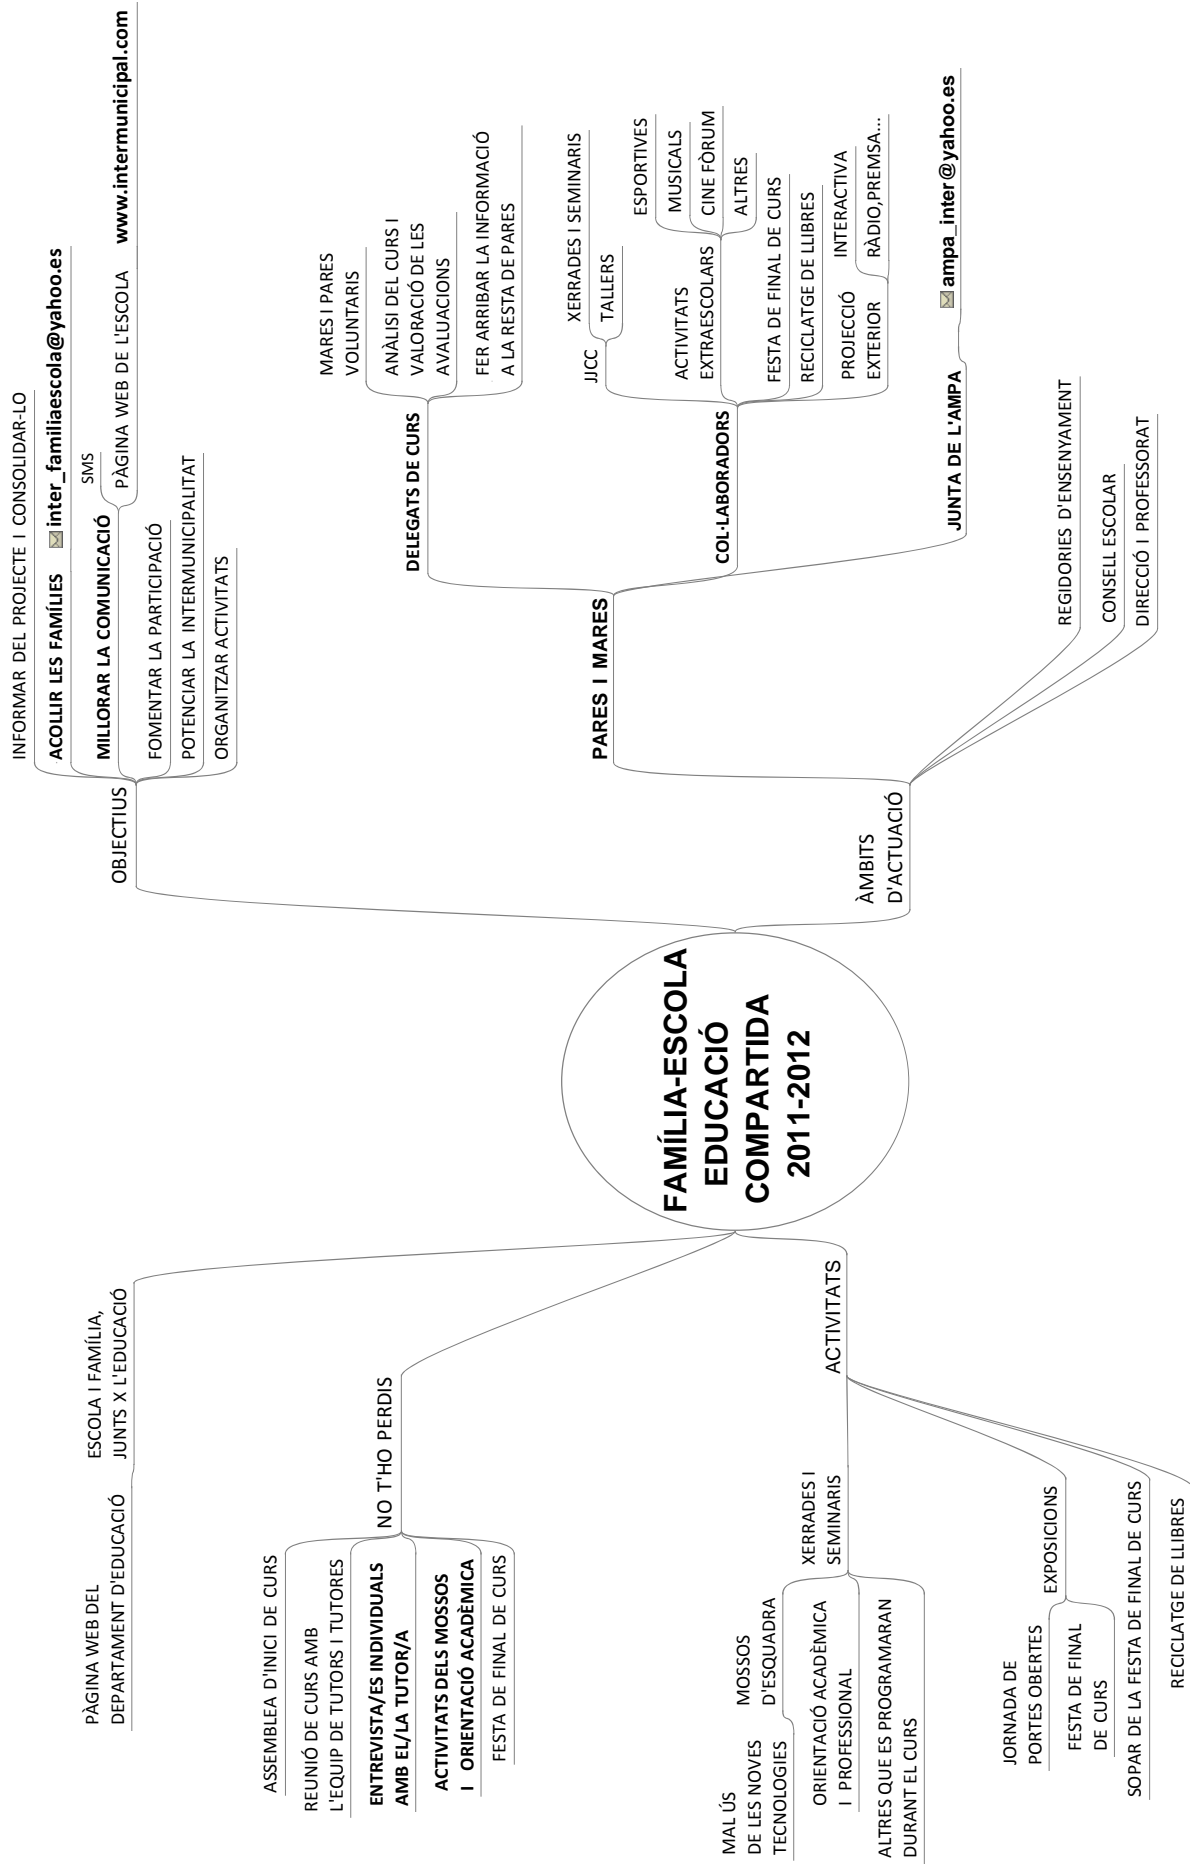 FAMÍLIA-ESCOLA
EDUCACIÓ
COMPARTIDA
2011-2012
OBJECTIUS
INFORMAR DEL PROJECTE I CONSOLIDAR-LO
ACOLLIR LES FAMÍLIES
inter_familiaescola@yahoo.es
MILLORAR LA COMUNICACIÓ
SMS
PÀGINA WEB DE L'ESCOLA
www.intermunicipal.com
FOMENTAR LA PARTICIPACIÓ
POTENCIAR LA INTERMUNICIPALITAT
ORGANITZAR ACTIVITATS
ÀMBITS
D'ACTUACIÓ
PARES I MARES
DELEGATS DE CURS
MARES I PARES
VOLUNTARIS
ANÀLISI DEL CURS I
VALORACIÓ DE LES
AVALUACIONS
FER ARRIBAR LA INFORMACIÓ
A LA RESTA DE PARES
COL·LABORADORS
JJCC
XERRADES I SEMINARIS
TALLERS
ACTIVITATS
EXTRAESCOLARS
ESPORTIVES
MUSICALS
CINE FÒRUM
ALTRES
FESTA DE FINAL DE CURS
RECICLATGE DE LLIBRES
PROJECCIÓ
EXTERIOR
INTERACTIVA
RÀDIO,PREMSA...
JUNTA DE L'AMPA
ampa_inter@yahoo.es
REGIDORIES D'ENSENYAMENT
CONSELL ESCOLAR
DIRECCIÓ I PROFESSORAT
ESCOLA I FAMÍLIA,
JUNTS X L'EDUCACIÓ
PÀGINA WEB DEL
DEPARTAMENT D'EDUCACIÓ
NO T'HO PERDIS
ASSEMBLEA D'INICI DE CURS
REUNIÓ DE CURS AMB
L'EQUIP DE TUTORS I TUTORES
ENTREVISTA/ES INDIVIDUALS
AMB EL/LA TUTOR/A
ACTIVITATS DELS MOSSOS
I ORIENTACIÓ ACADÈMICA
FESTA DE FINAL DE CURS
ACTIVITATS
XERRADES I
SEMINARIS
MOSSOS
D'ESQUADRA
MAL ÚS
DE LES NOVES
TECNOLOGIES
ORIENTACIÓ ACADÈMICA
I PROFESSIONAL
ALTRES QUE ES PROGRAMARAN
DURANT EL CURS
EXPOSICIONS
JORNADA DE
PORTES OBERTES
FESTA DE FINAL
DE CURS
SOPAR DE LA FESTA DE FINAL DE CURS
RECICLATGE DE LLIBRES